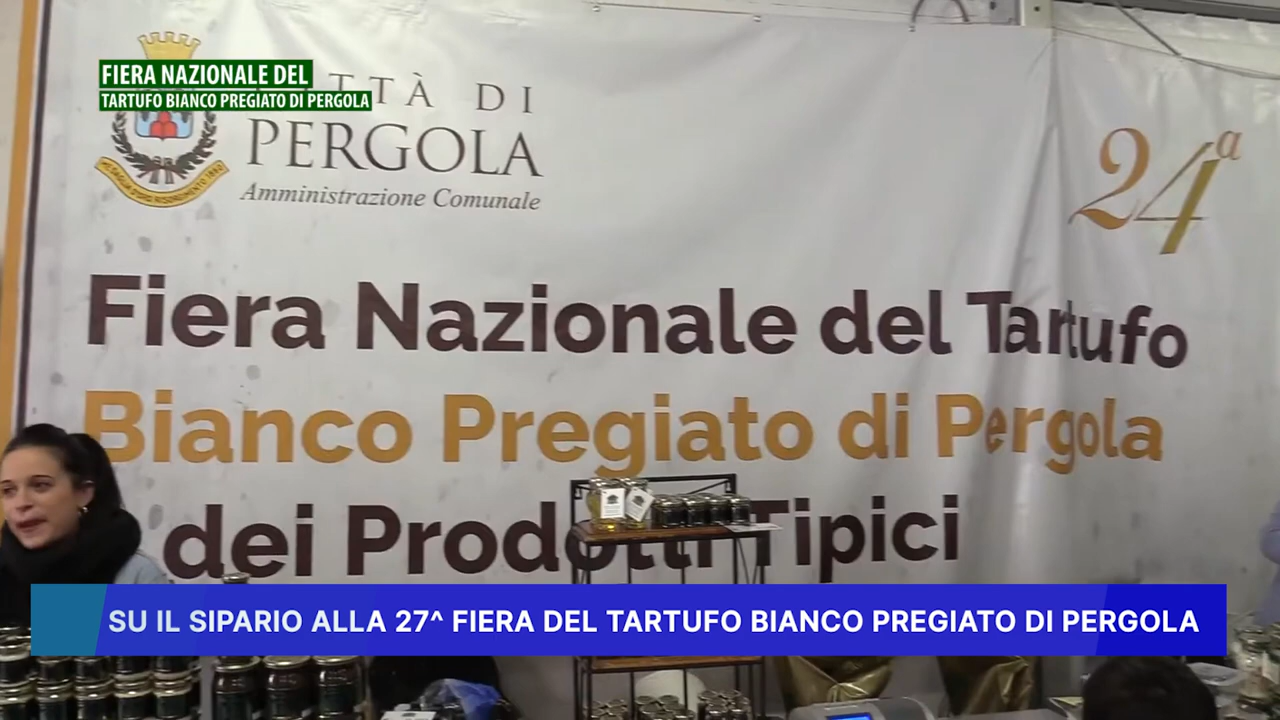 FIERA NAZIONALE DEL
TARTUFO BIANCO PREGIATO DI PERGOLA
TTÀ DI
PERGOLA
Amministrazione Comunale
24ª
Fiera Nazionale del Tartufo
Bianco Pregiato di Pergola
dei Prodotti Tipici
SU IL SIPARIO ALLA 27^ FIERA DEL TARTUFO BIANCO PREGIATO DI PERGOLA